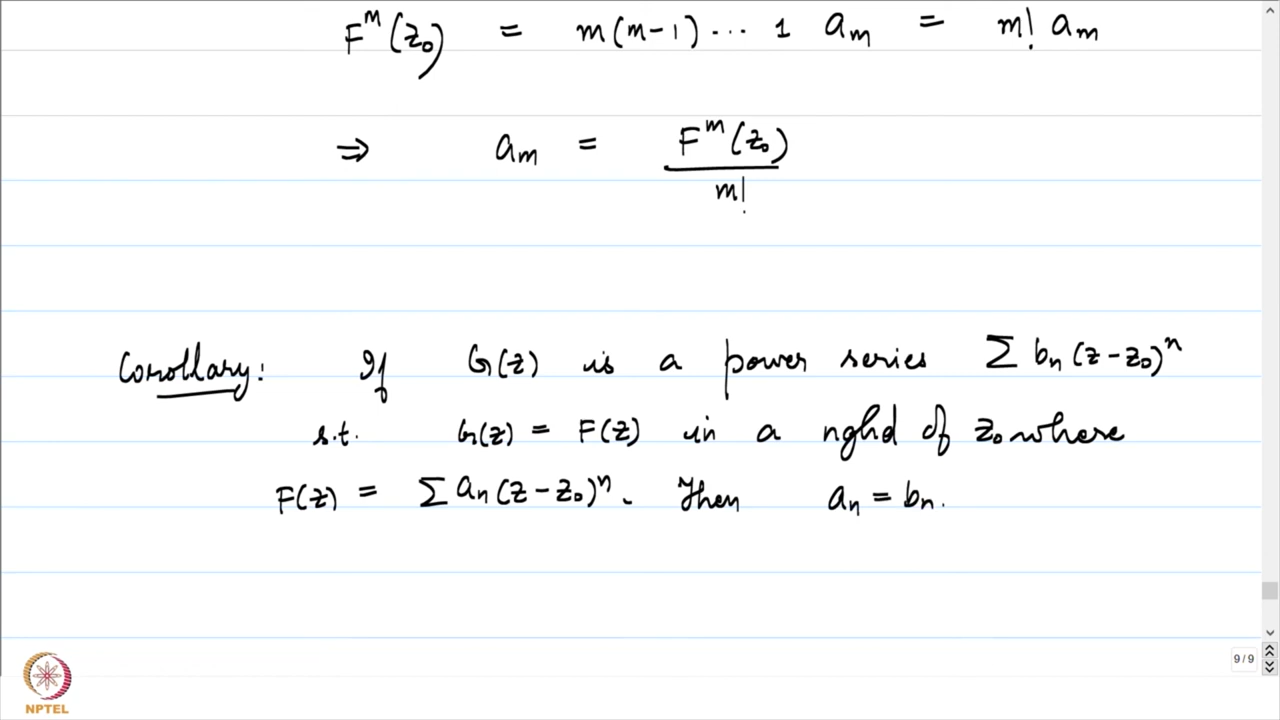 F^m(z₀) = m(m-1)... 1 a_m = m! a_m
⇒ a_m = F^m(z₀) / m!
Corollary: If G(z) is a power series Σ b_n (z-z₀)^n
s.t. G(z) = F(z) in a nghd of z₀ where
F(z) = Σ a_n (z-z₀)^n. Then a_n = b_n.
9/9
NPTEL